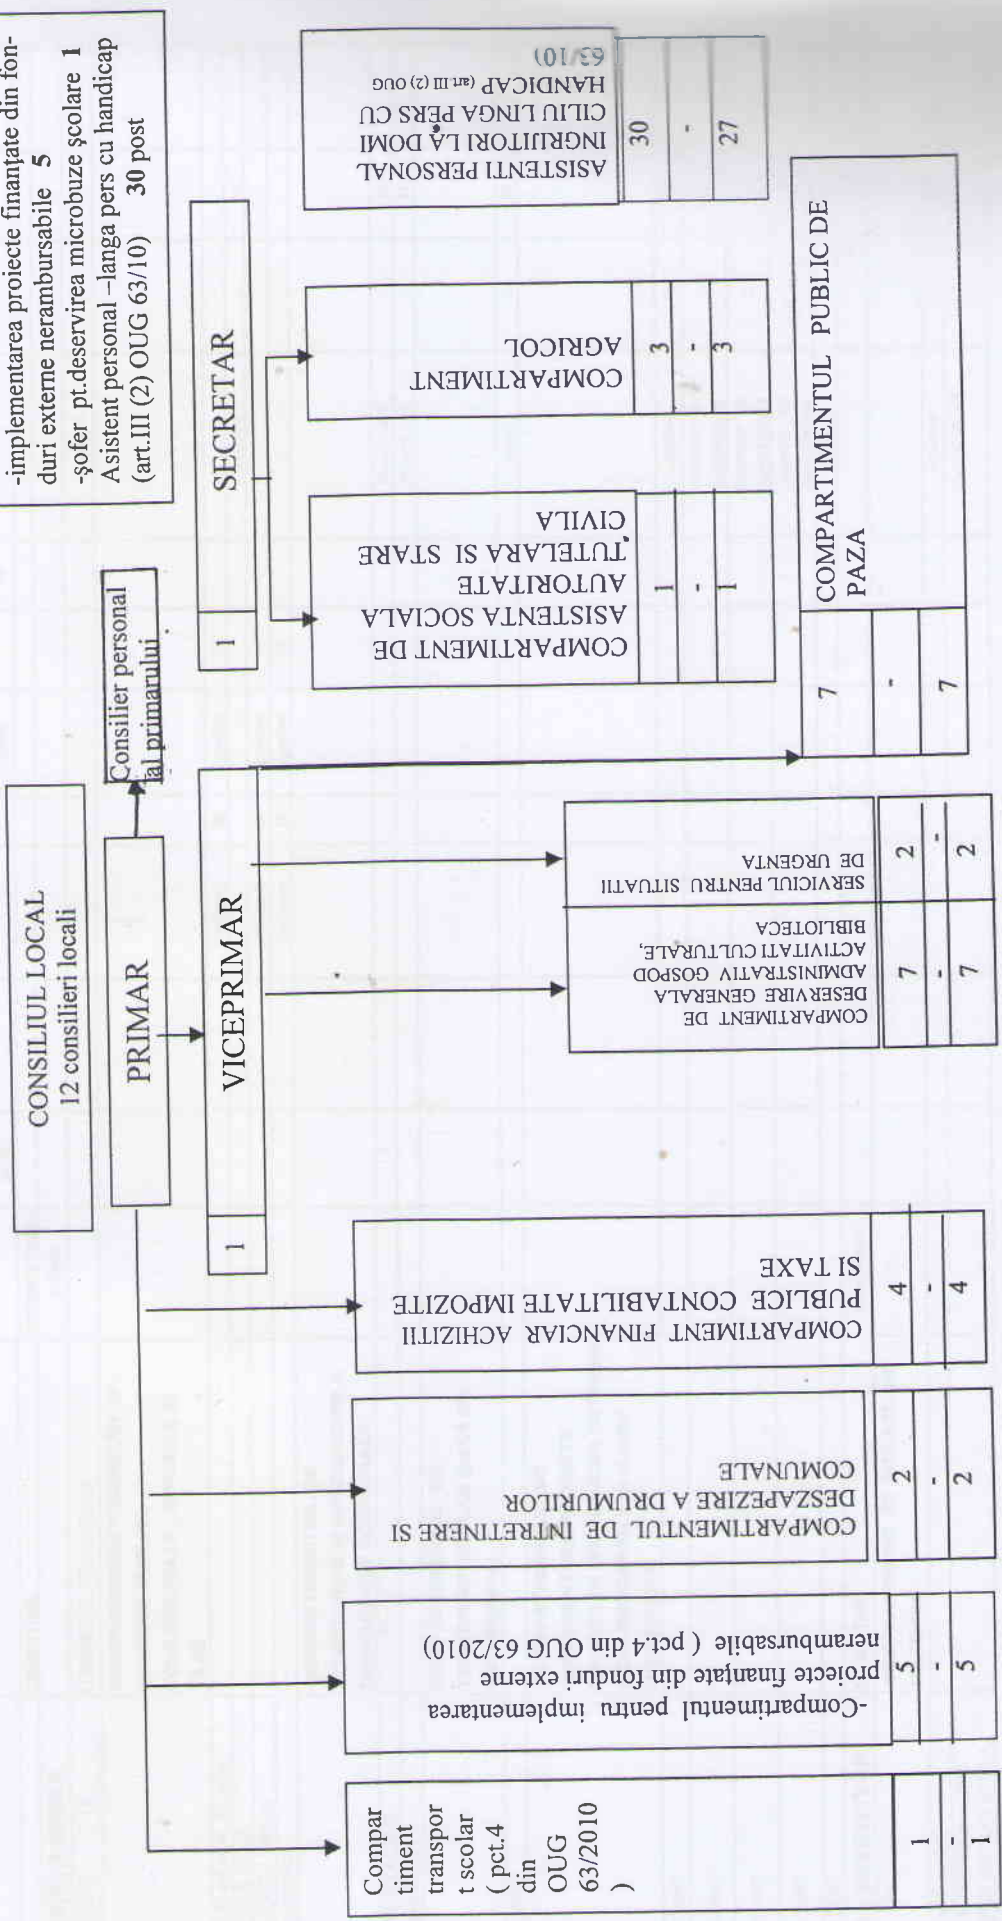 -implementarea proiecte finanţate din fon-
duri externe nerambursabile 5
-şofer pt.deservirea microbuze şcolare 1
Asistent personal –langa pers cu handicap
(art.III (2) OUG 63/10) 30 post
CONSILIUL LOCAL
12 consilieri locali
PRIMAR
Consilier personal
al primarului
1
VICEPRIMAR
1
SECRETAR
Compar
timent
transpor
t scolar
( pct.4
din
OUG
63/2010
)
1
-
1
-Compartimentul pentru implementarea
proiecte finanţate din fonduri externe
nerambursabile ( pct.4 din OUG 63/2010)
5
-
5
COMPARTIMENTUL DE INTRETINERE SI
DESZAPEZIRE A DRUMURILOR
COMUNALE
2
-
2
COMPARTIMENT FINANCIAR ACHIZITII
PUBLICE CONTABILITATE IMPOZITE
SI TAXE
4
-
4
COMPARTIMENT DE
DESERVIRE GENERALA
ADMINISTRATIV GOSPOD
ACTIVITATI CULTURALE,
BIBLIOTECA
7
-
7
SERVICIUL PENTRU SITUATII
DE URGENTA
2
-
2
COMPARTIMENTUL PUBLIC DE
PAZA
7
-
7
COMPARTIMENT DE
ASISTENTA SOCIALA
AUTORITATE
TUTELARA SI STARE
CIVILA
1
-
1
COMPARTIMENT
AGRICOL
3
-
3
ASISTENTI PERSONAL
INGRIJITORI LA DOMI
CILIU LINGA PERS CU
HANDICAP (art III (2) OUG
63/10)
30
-
27